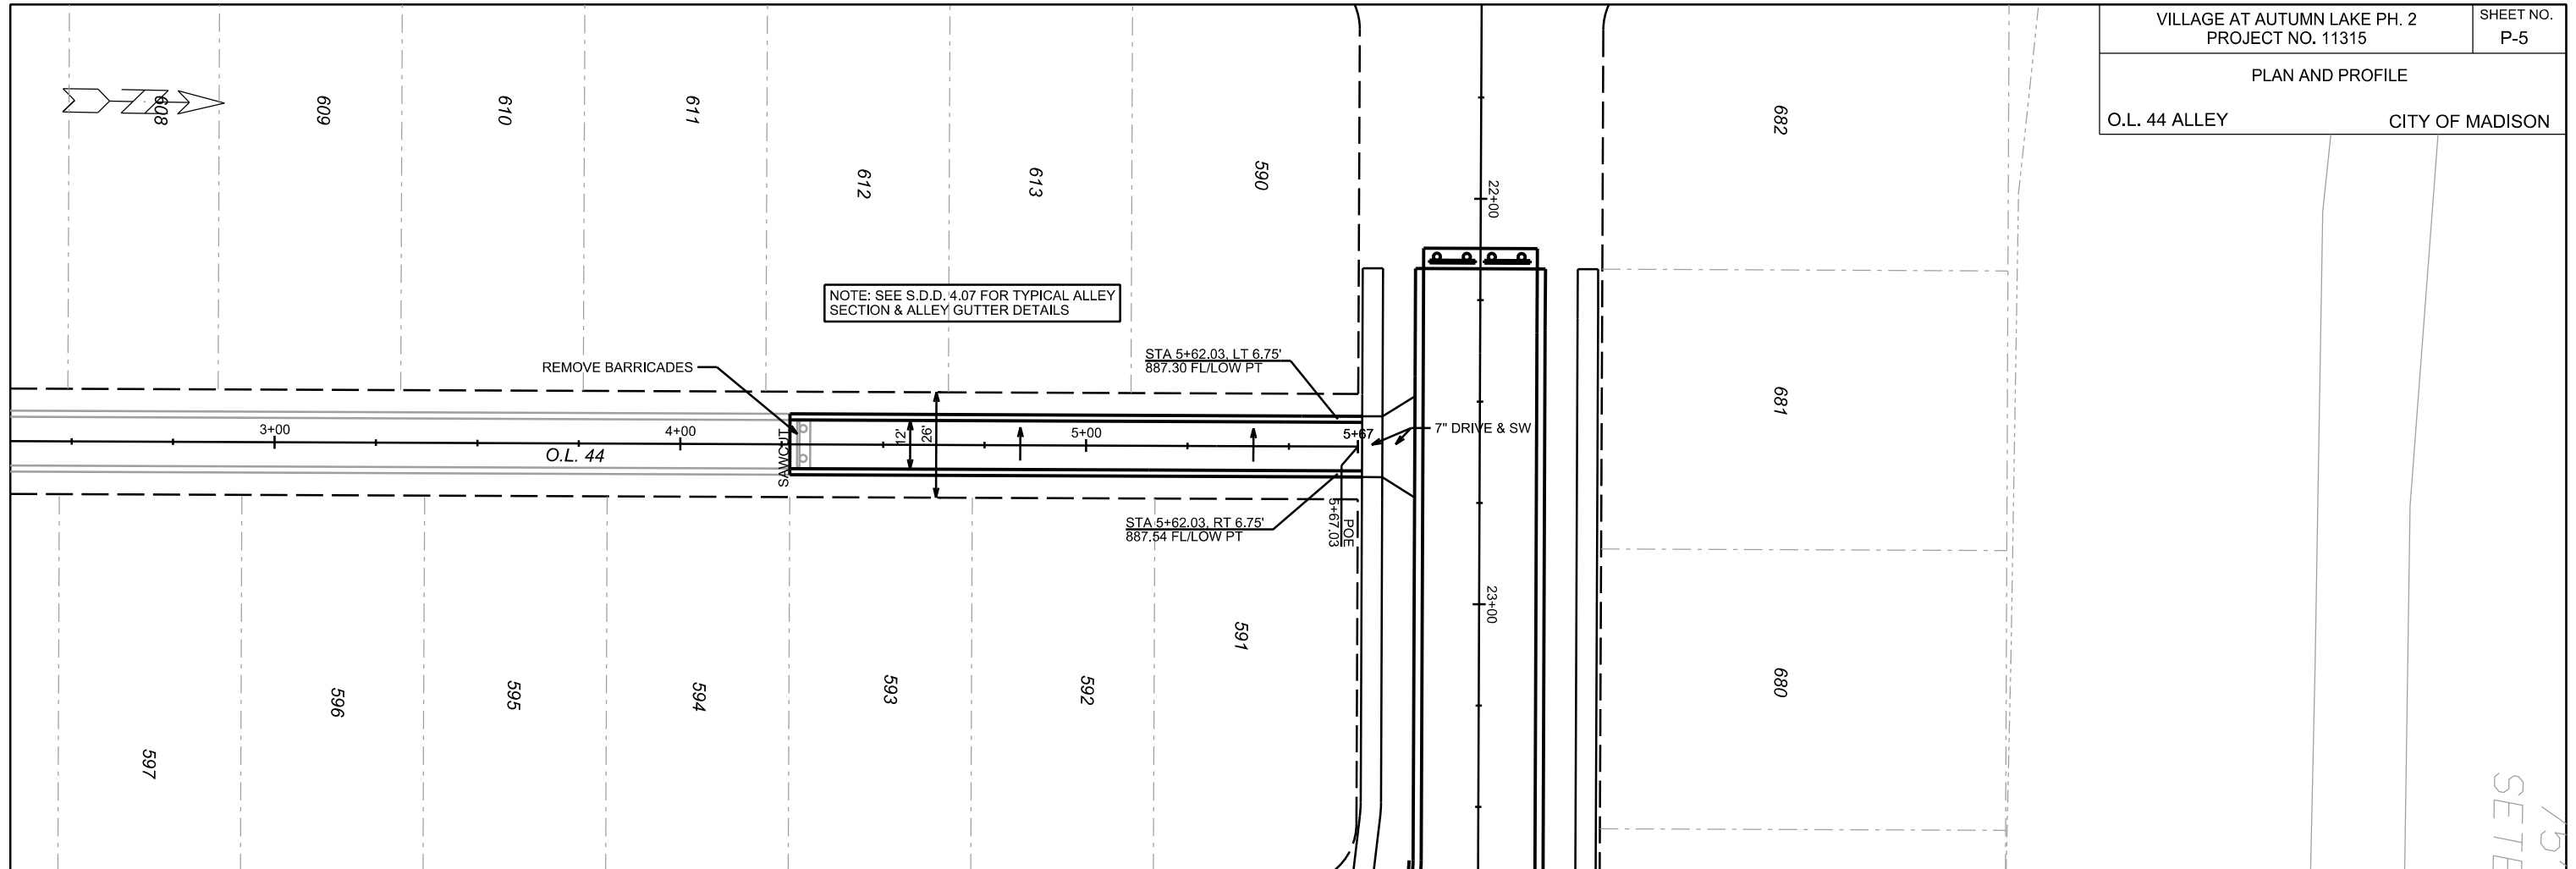 VILLAGE AT AUTUMN LAKE PH. 2
PROJECT NO. 11315
SHEET NO.
P-5
PLAN AND PROFILE
O.L. 44 ALLEY
CITY OF MADISON
608
609
610
611
612
613
590
682
22+00
NOTE: SEE S.D.D. 4.07 FOR TYPICAL ALLEY
SECTION & ALLEY GUTTER DETAILS
REMOVE BARRICADES
STA 5+62.03, LT 6.75'
887.30 FL/LOW PT
681
3+00
4+00
5+00
5+67
7" DRIVE & SW
O.L. 44
SAWCUT
12'
26'
STA 5+62.03, RT 6.75'
887.54 FL/LOW PT
POE
5+67.03
23+00
597
596
595
594
593
592
591
680
75'